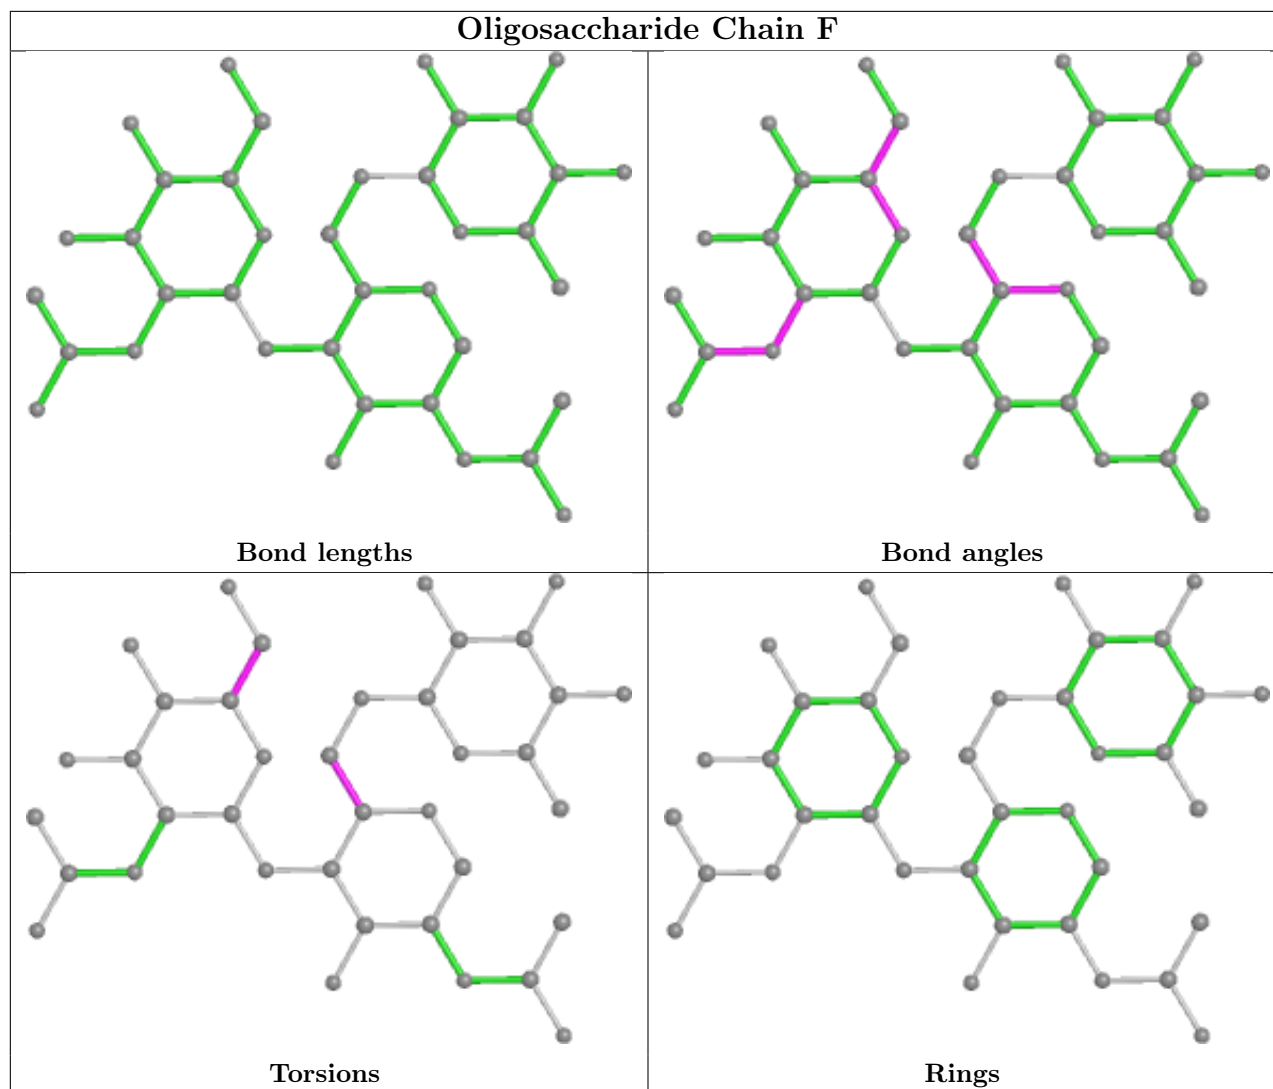 Oligosaccharide Chain F
Bond lengths
Bond angles
Torsions
Rings